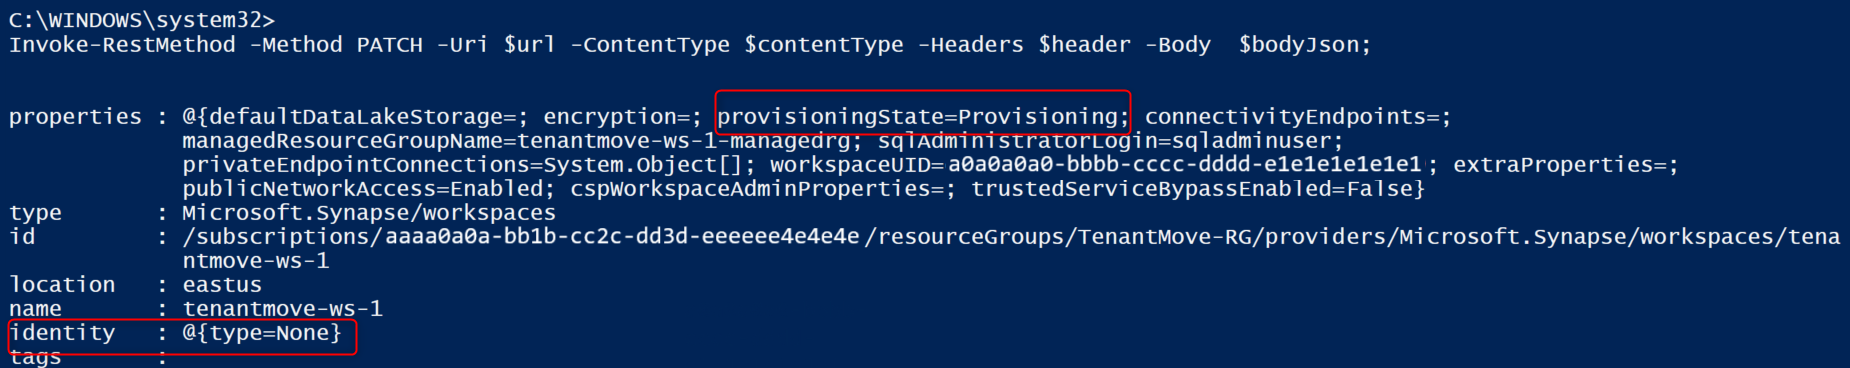 C:\WINDOWS\system32>
Invoke-RestMethod -Method PATCH -Uri $url -ContentType $contentType -Headers $header -Body  $bodyJson;
properties : @{defaultDataLakeStorage=; encryption=; provisioningState=Provisioning; connectivityEndpoints=;
managedResourceGroupName=tenantmove-ws-1-managedrg; sqlAdministratorLogin=sqladminuser;
privateEndpointConnections=System.Object[]; workspaceUID=a0a0a0a0-bbbb-cccc-dddd-e1e1e1e1e1e1; extraProperties=;
publicNetworkAccess=Enabled; cspWorkspaceAdminProperties=; trustedServiceBypassEnabled=False}
type : Microsoft.Synapse/workspaces
id : /subscriptions/aaaa0a0a-bb1b-cc2c-dd3d-eeeeee4e4e4e/resourceGroups/TenantMove-RG/providers/Microsoft.Synapse/workspaces/tena
ntmove-ws-1
location : eastus
name : tenantmove-ws-1
identity : @{type=None}
tags :